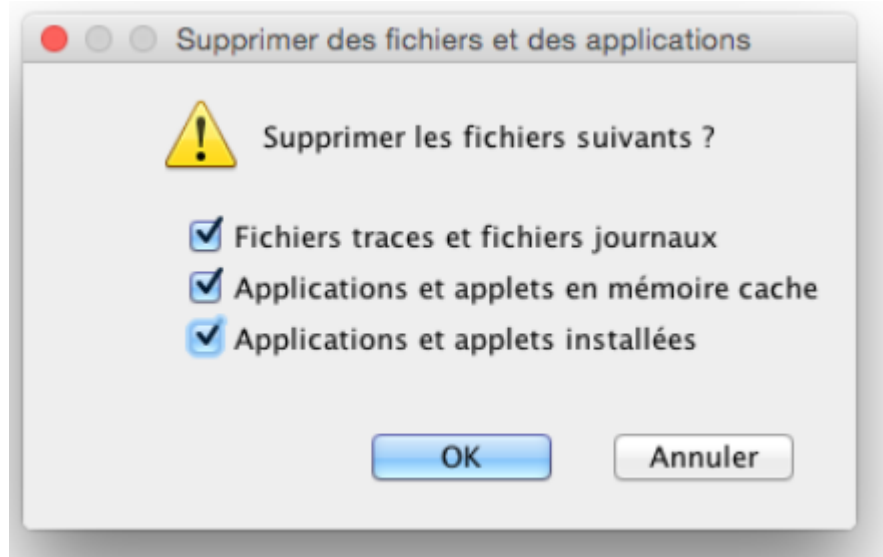 Supprimer des fichiers et des applications
Supprimer les fichiers suivants ?
Fichiers traces et fichiers journaux
Applications et applets en mémoire cache
Applications et applets installées
OK
Annuler